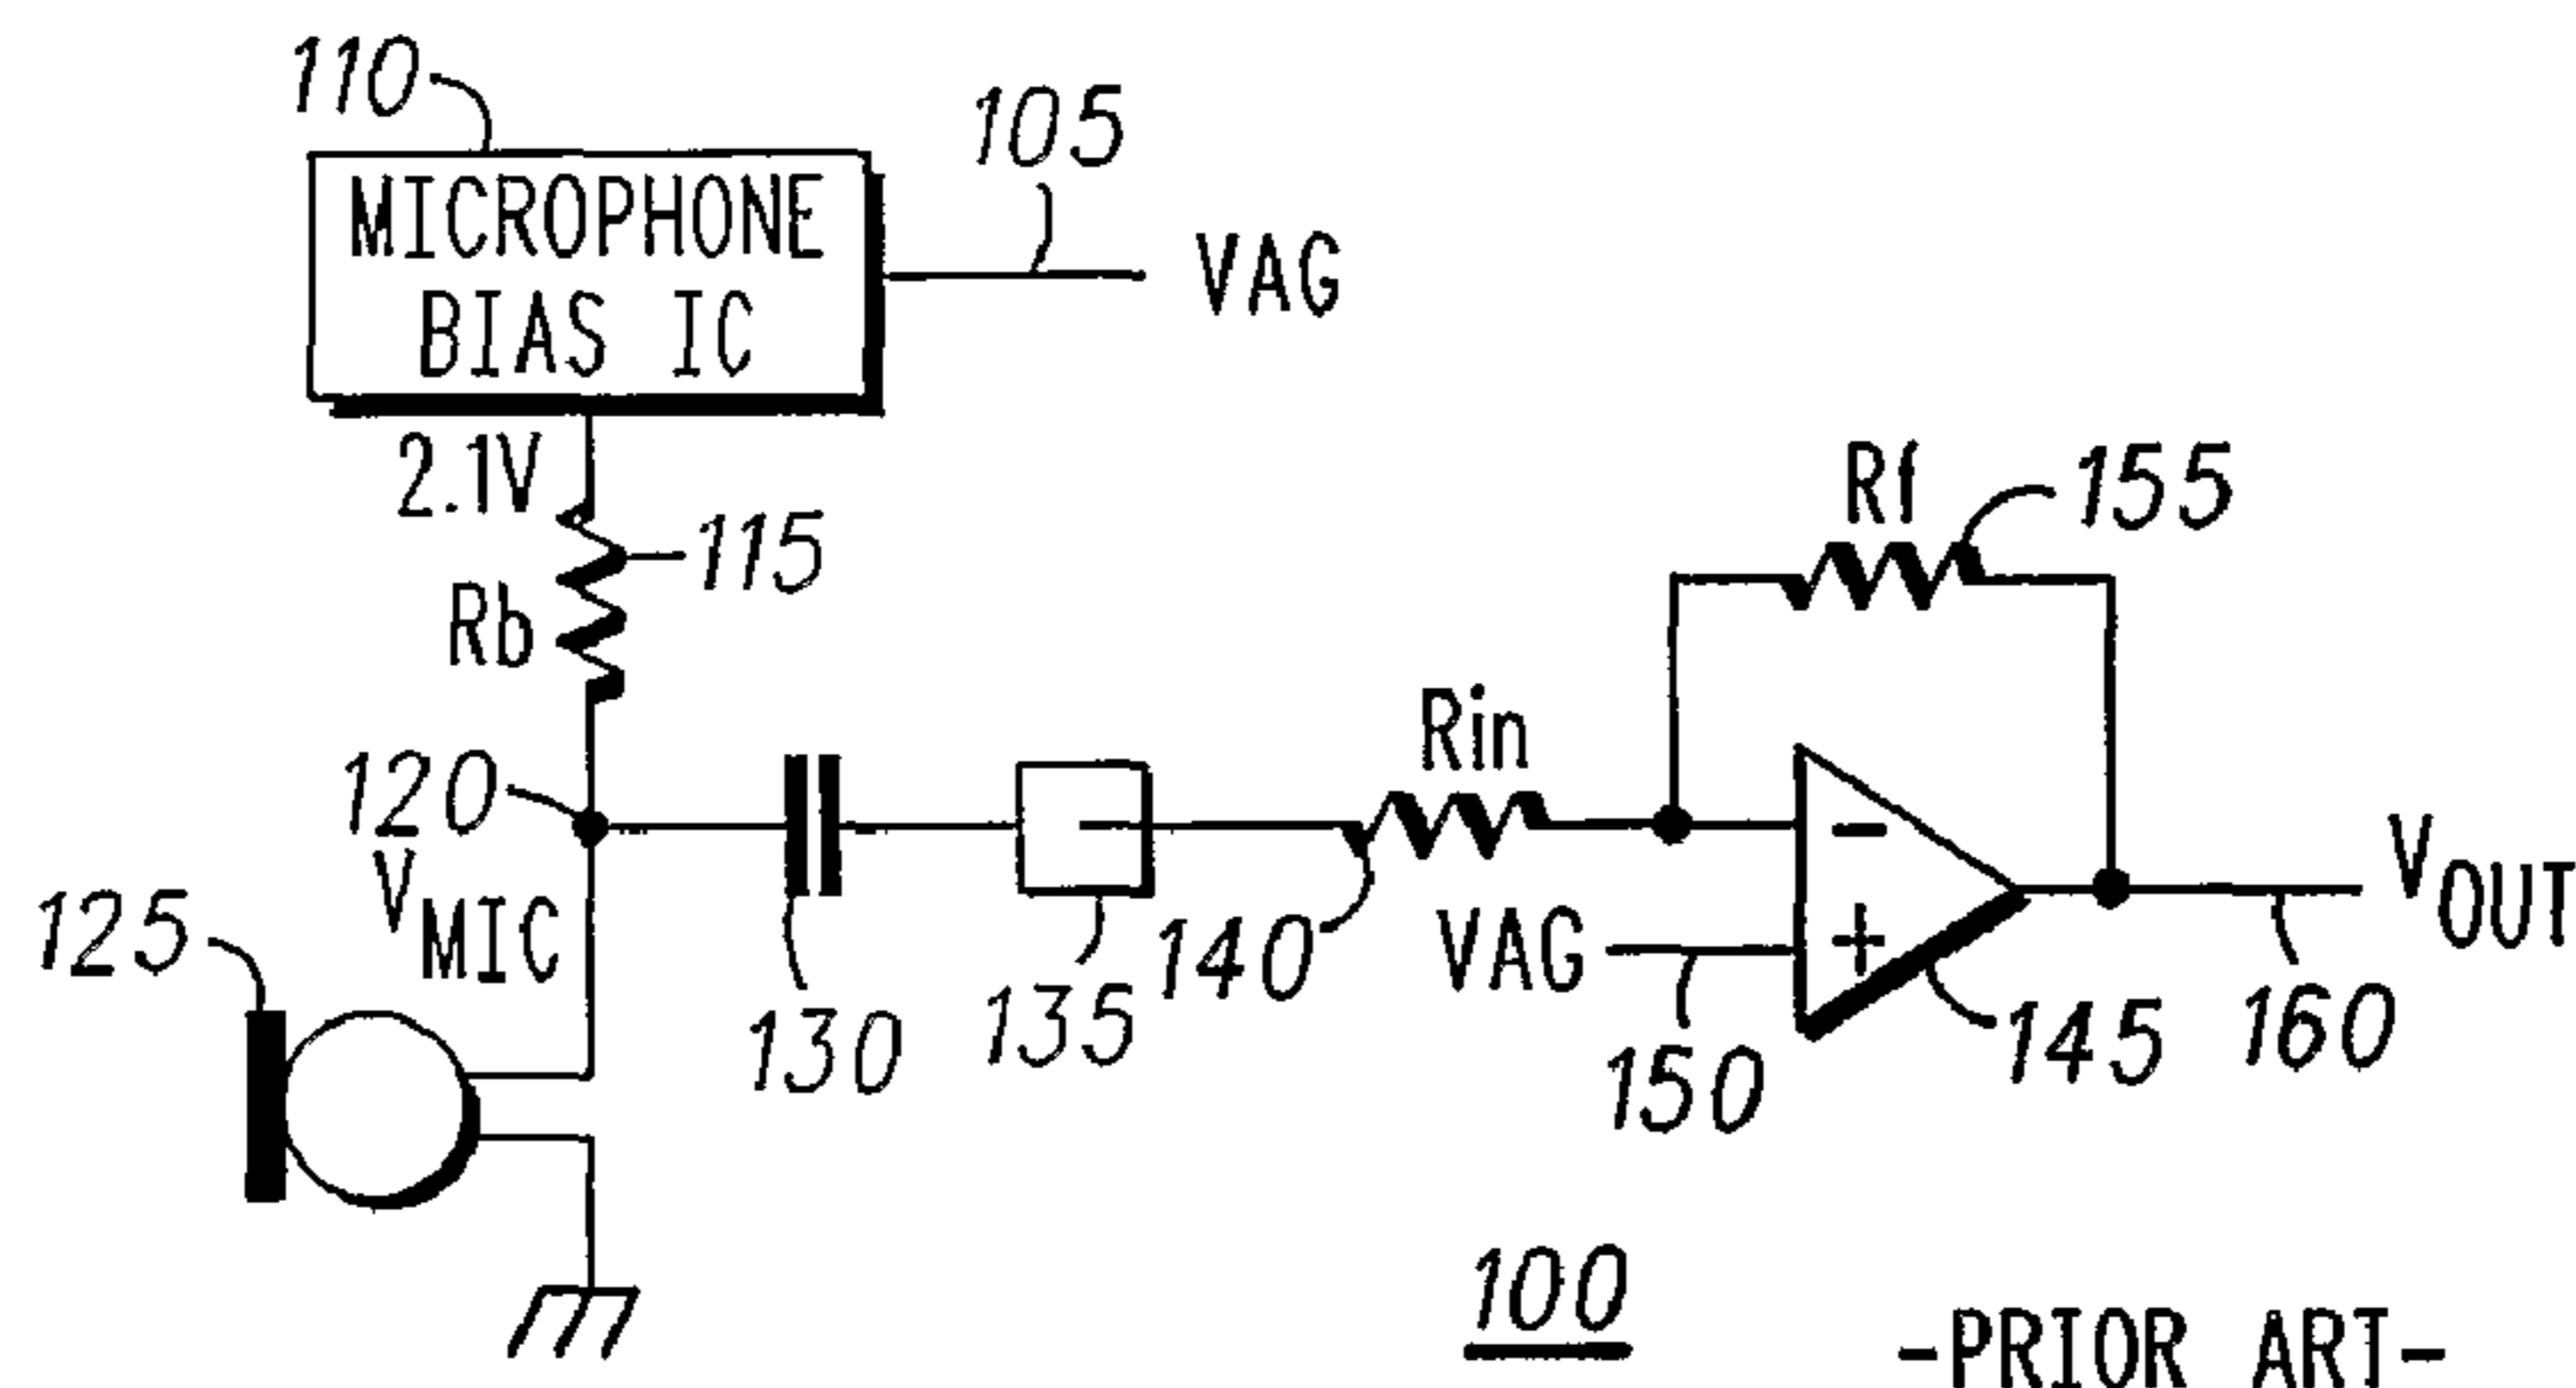 110
105
MICROPHONE
BIAS IC
VAG
2.1V
115
Rb
Rf
155
Rin
120
VMIC
125
130
135
140
VAG
150
145
VOUT
160
100
-PRIOR ART-